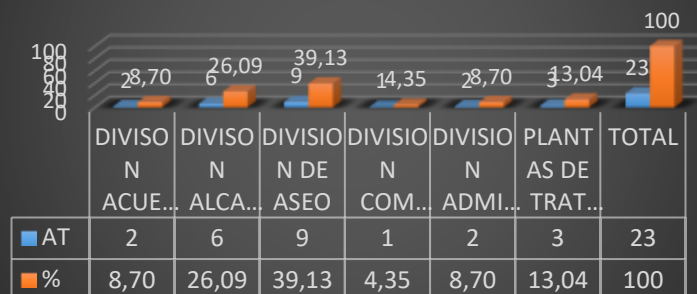 100
100
80
60
40
20
0
2 8,70
6 26,09
9 39,13
1 4,35
2 8,70
3 13,04
23
DIVISO DIVISO DIVISIO DIVISIO DIVISIO PLANT TOTAL
N N N DE N N AS DE
ACUE... ALCA... ASEO COM... ADMI... TRAT...
AT 2 6 9 1 2 3 23
% 8,70 26,09 39,13 4,35 8,70 13,04 100